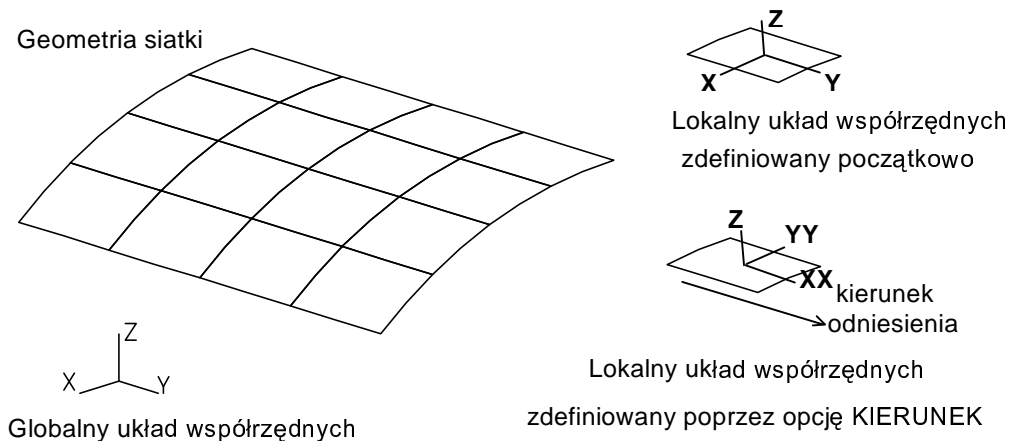 Geometria siatki
Z
X
Y
Lokalny układ współrzędnych
zdefiniowany początkowo
Z
YY
XX
kierunek
odniesienia
Z
X
Y
Globalny układ współrzędnych
Lokalny układ współrzędnych
zdefiniowany poprzez opcję KIERUNEK